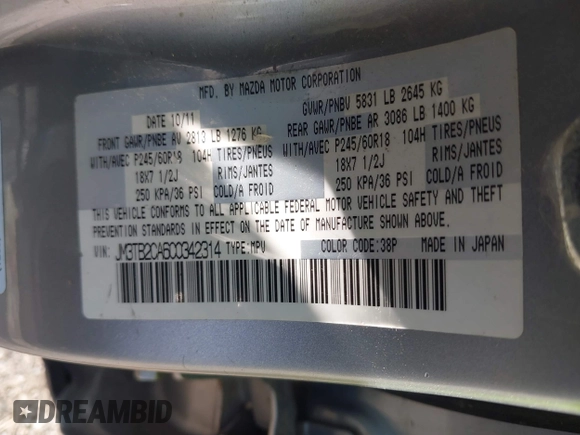 MFD. BY MAZDA MOTOR CORPORATION
DATE 10/11 GVWR/PNBV 5831 LB 2645 KG
FRONT GAWR/PNBE AV 2813 LB 1276 KG REAR GAWR/PNBE AR 3086 LB 1400 KG
WITH/AVEC P245/60R18 104H TIRES/PNEUS WITH/AVEC P245/60R18 104H TIRES/PNEUS
18X7 1/2J RIMS/JANTES 18X7 1/2J RIMS/JANTES
250 KPA/36 PSI COLD/A FROID 250 KPA/36 PSI COLD/A FROID
THIS VEHICLE CONFORMS TO ALL APPLICABLE FEDERAL MOTOR VEHICLE SAFETY AND THEFT
PREVENTION STANDARDS IN EFFECT ON THE DATE OF MANUFACTURE SHOWN ABOVE.
VIN: JM3TB2CA6C0342314 TYPE:MPV COLOR CODE:38P MADE IN JAPAN
DREAMBID